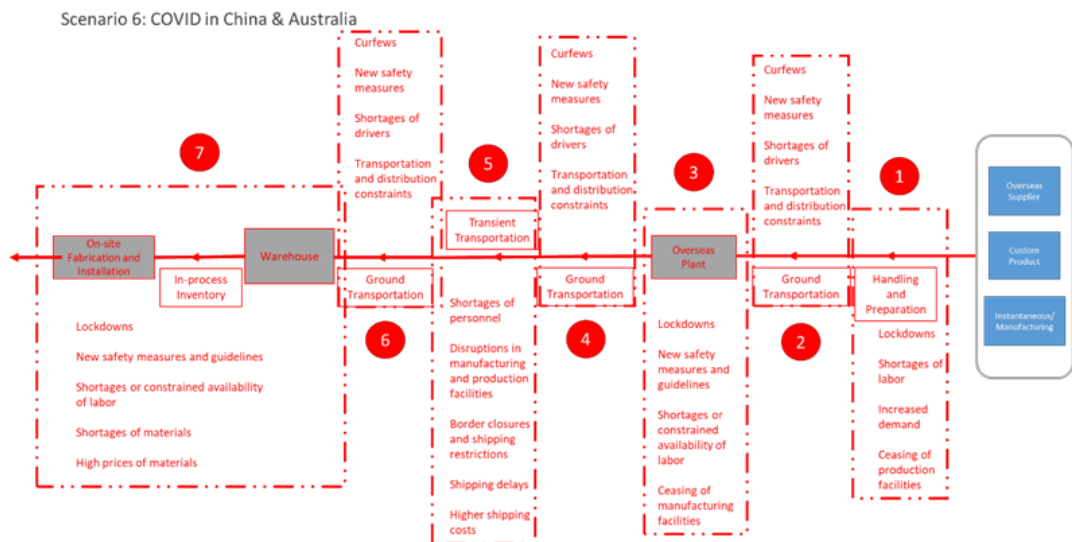 Scenario 6: COVID in China & Australia
7
On-site
Fabrication and
Installation
In-process
Inventory
Warehouse
Lockdowns
New safety measures and guidelines
Shortages or constrained availability
of labor
Shortages of materials
High prices of materials
Curfews
New safety
measures
Shortages of
drivers
Transportation
and distribution
constraints
Ground
Transportation
6
5
Transient
Transportation
Shortages of
personnel
Disruptions in
manufacturing
and production
facilities
Border closures
and shipping
restrictions
Shipping delays
Higher shipping
costs
Curfews
New safety
measures
Shortages of
drivers
Transportation
and distribution
constraints
Ground
Transportation
4
3
Overseas
Plant
Lockdowns
New safety
measures and
guidelines
Shortages or
constrained
availability of
labor
Ceasing of
manufacturing
facilities
Curfews
New safety
measures
Shortages of
drivers
Transportation
and distribution
constraints
Ground
Transportation
2
1
Handling
and
Preparation
Lockdowns
Shortages of
labor
Increased
demand
Ceasing of
production
facilities
Overseas
Supplier
Custom
Product
Instantaneous/
Manufacturing